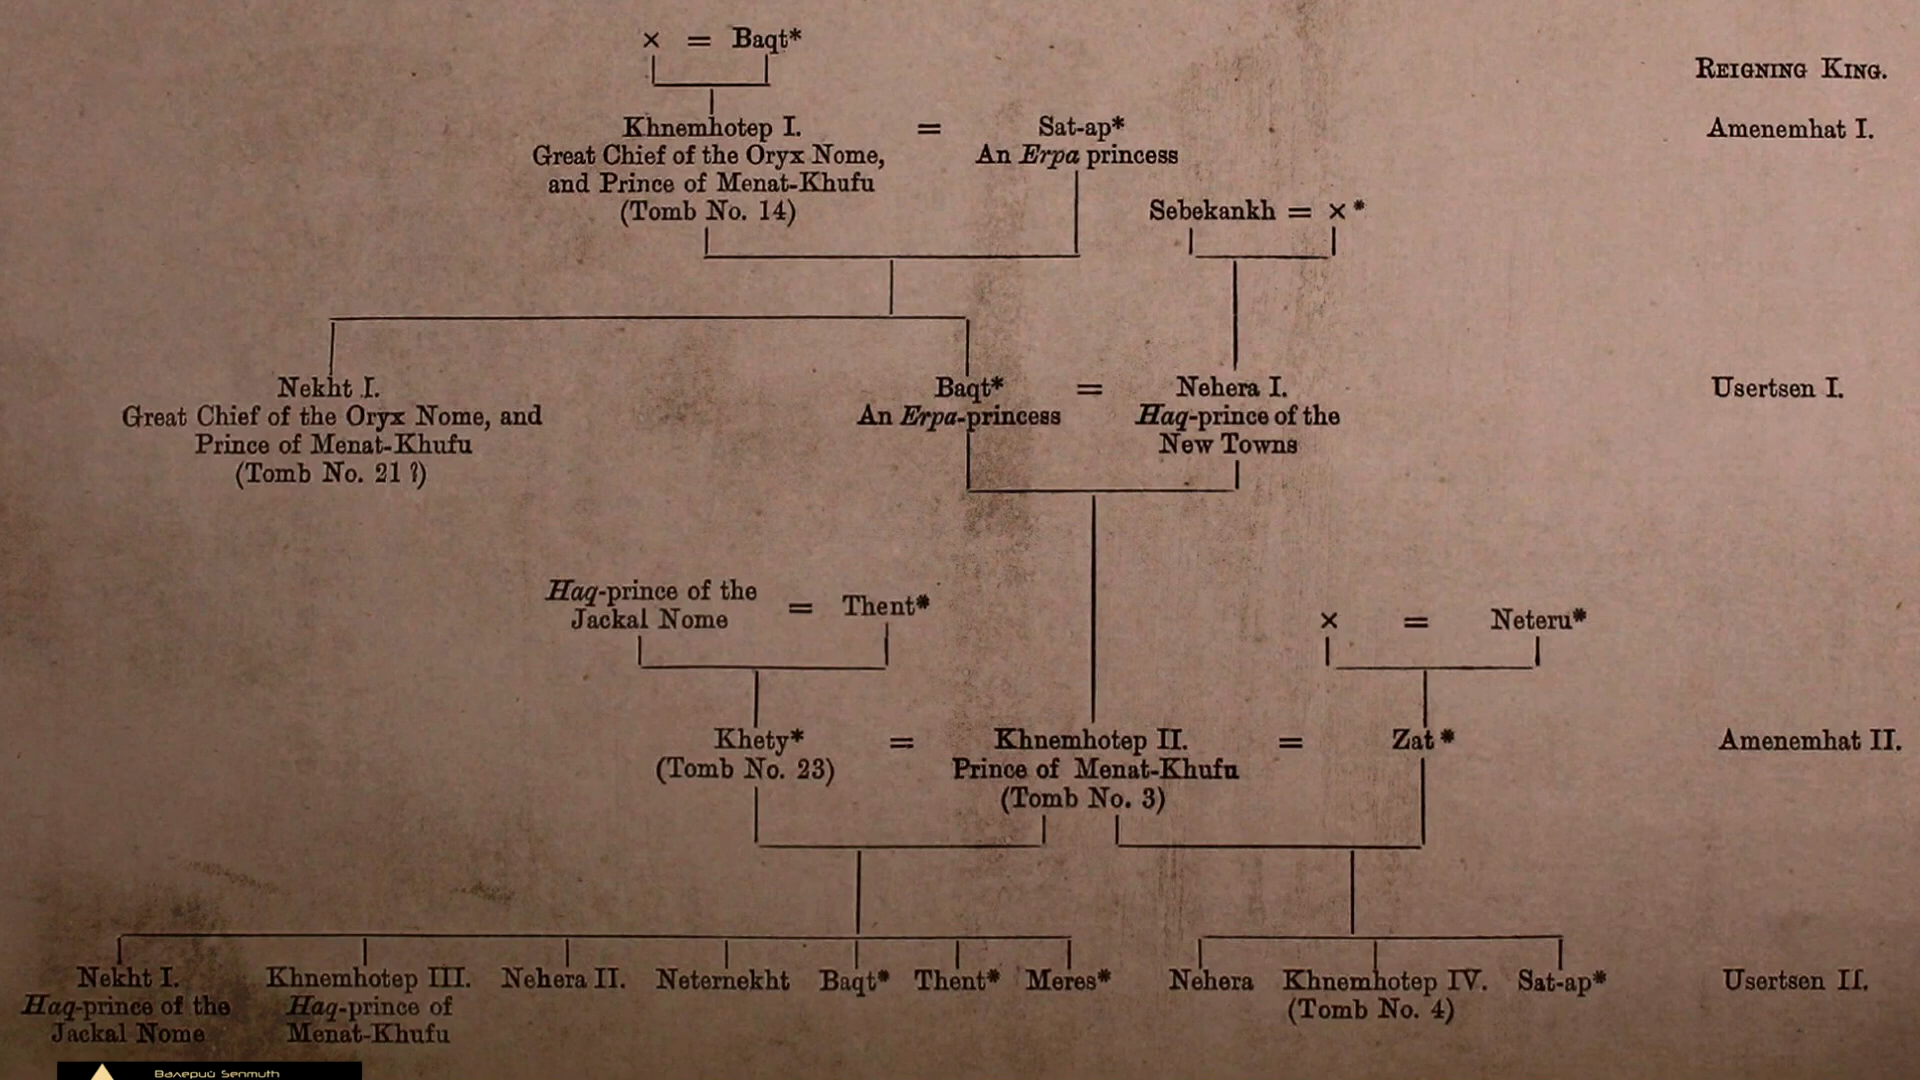 × = Baqt*
REIGNING KING.
Khnemhotep I. = Sat-ap* Amenemhat I.
Great Chief of the Oryx Nome, An Erpa princess
and Prince of Menat-Khufu
(Tomb No. 14) Sebekankh = ×*
Nekht I. Baqt* = Nehera I. Usertsen I.
Great Chief of the Oryx Nome, and An Erpa-princess Haq-prince of the
Prince of Menat-Khufu New Towns
(Tomb No. 21 ?)
Haq-prince of the = Thent*
Jackal Nome × = Neteru*
Khety* = Khnemhotep II. = Zat* Amenemhat II.
(Tomb No. 23) Prince of Menat-Khufu
(Tomb No. 3)
Nekht I. Khnemhotep III. Nehera II. Neternekht Baqt* Thent* Meres* Nehera Khnemhotep IV. Sat-ap* Usertsen II.
Haq-prince of the Haq-prince of (Tomb No. 4)
Jackal Nome Menat-Khufu
Валерий Senmuth